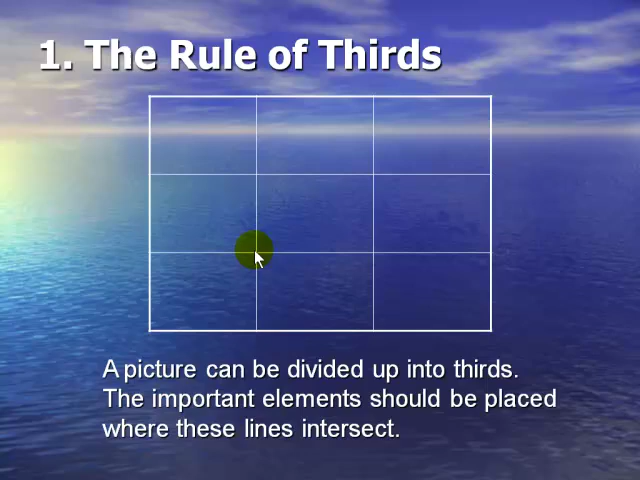 1. The Rule of Thirds
A picture can be divided up into thirds.
The important elements should be placed
where these lines intersect.